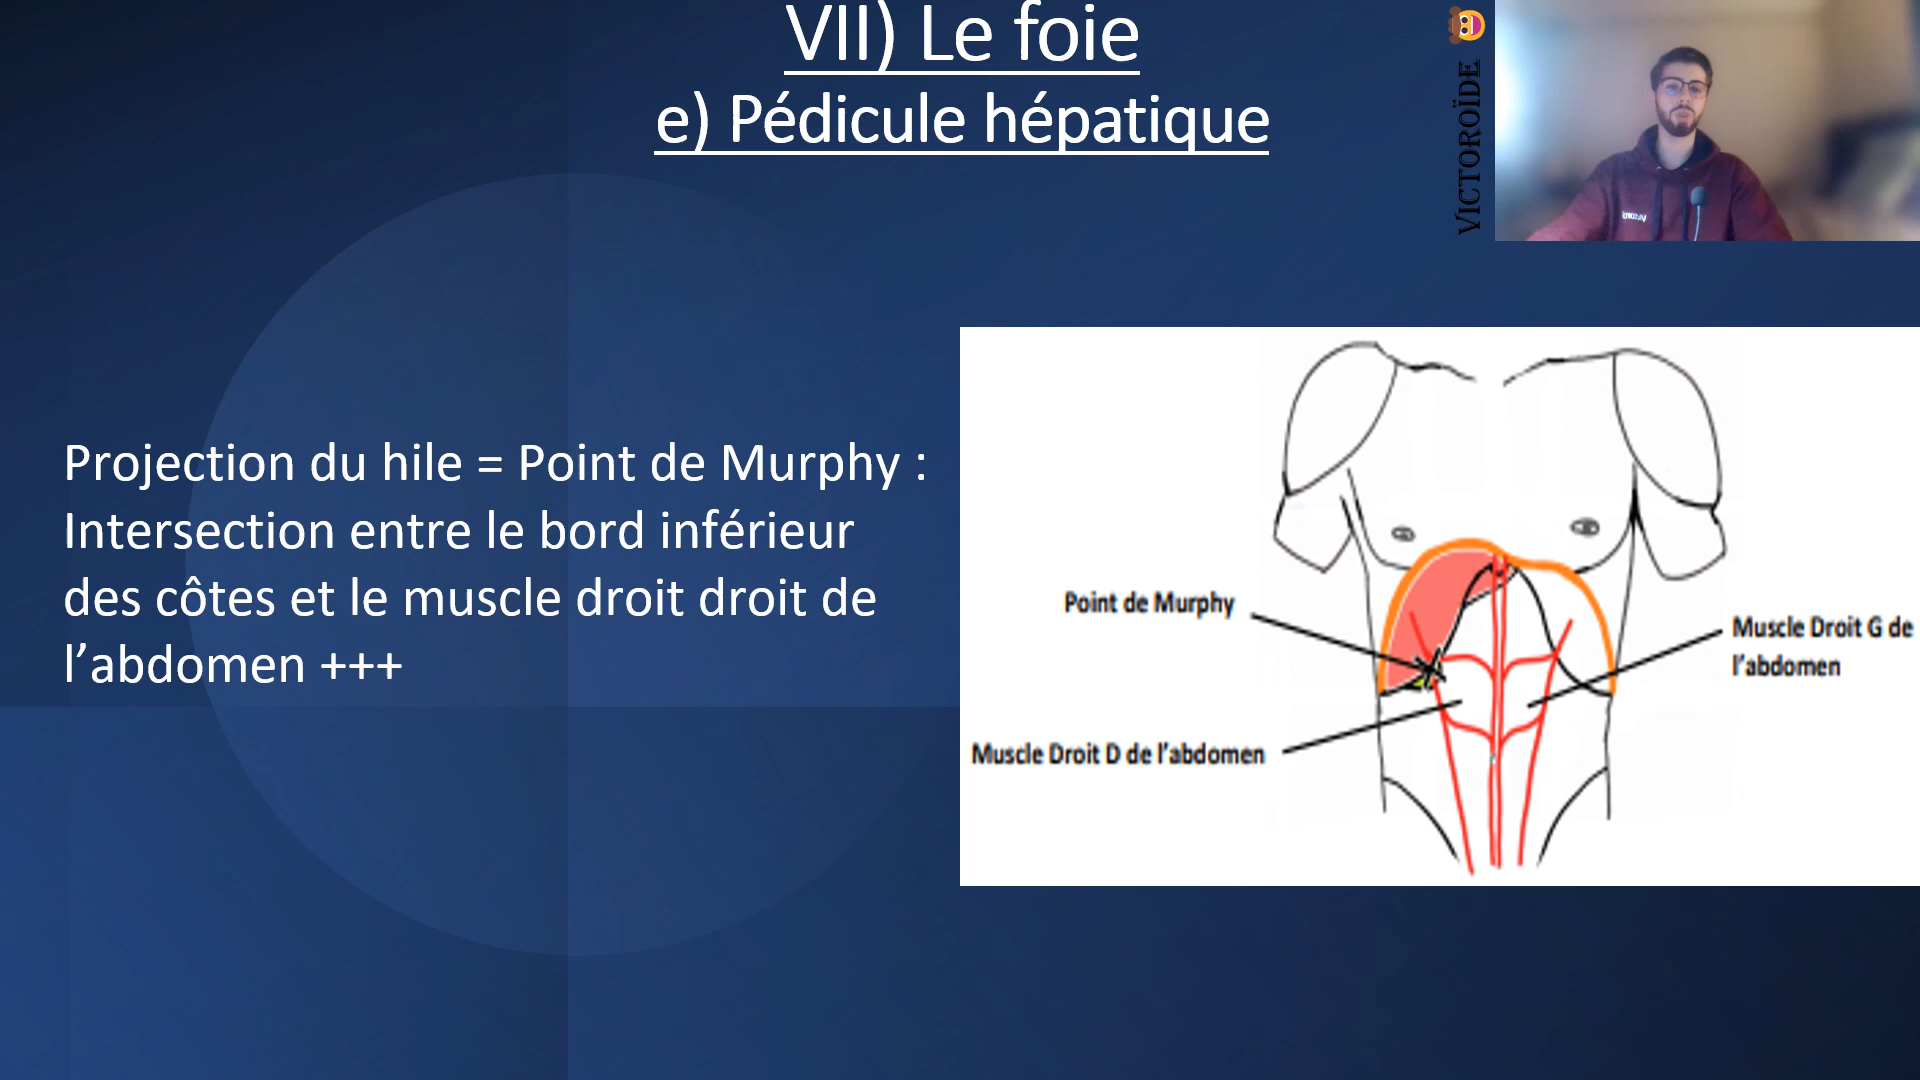 VII) Le foie
e) Pédicule hépatique
VICTOROÏDE
Projection du hile = Point de Murphy :
Intersection entre le bord inférieur
des côtes et le muscle droit droit de
l’abdomen +++
Point de Murphy
Muscle Droit G de
l’abdomen
Muscle Droit D de l’abdomen